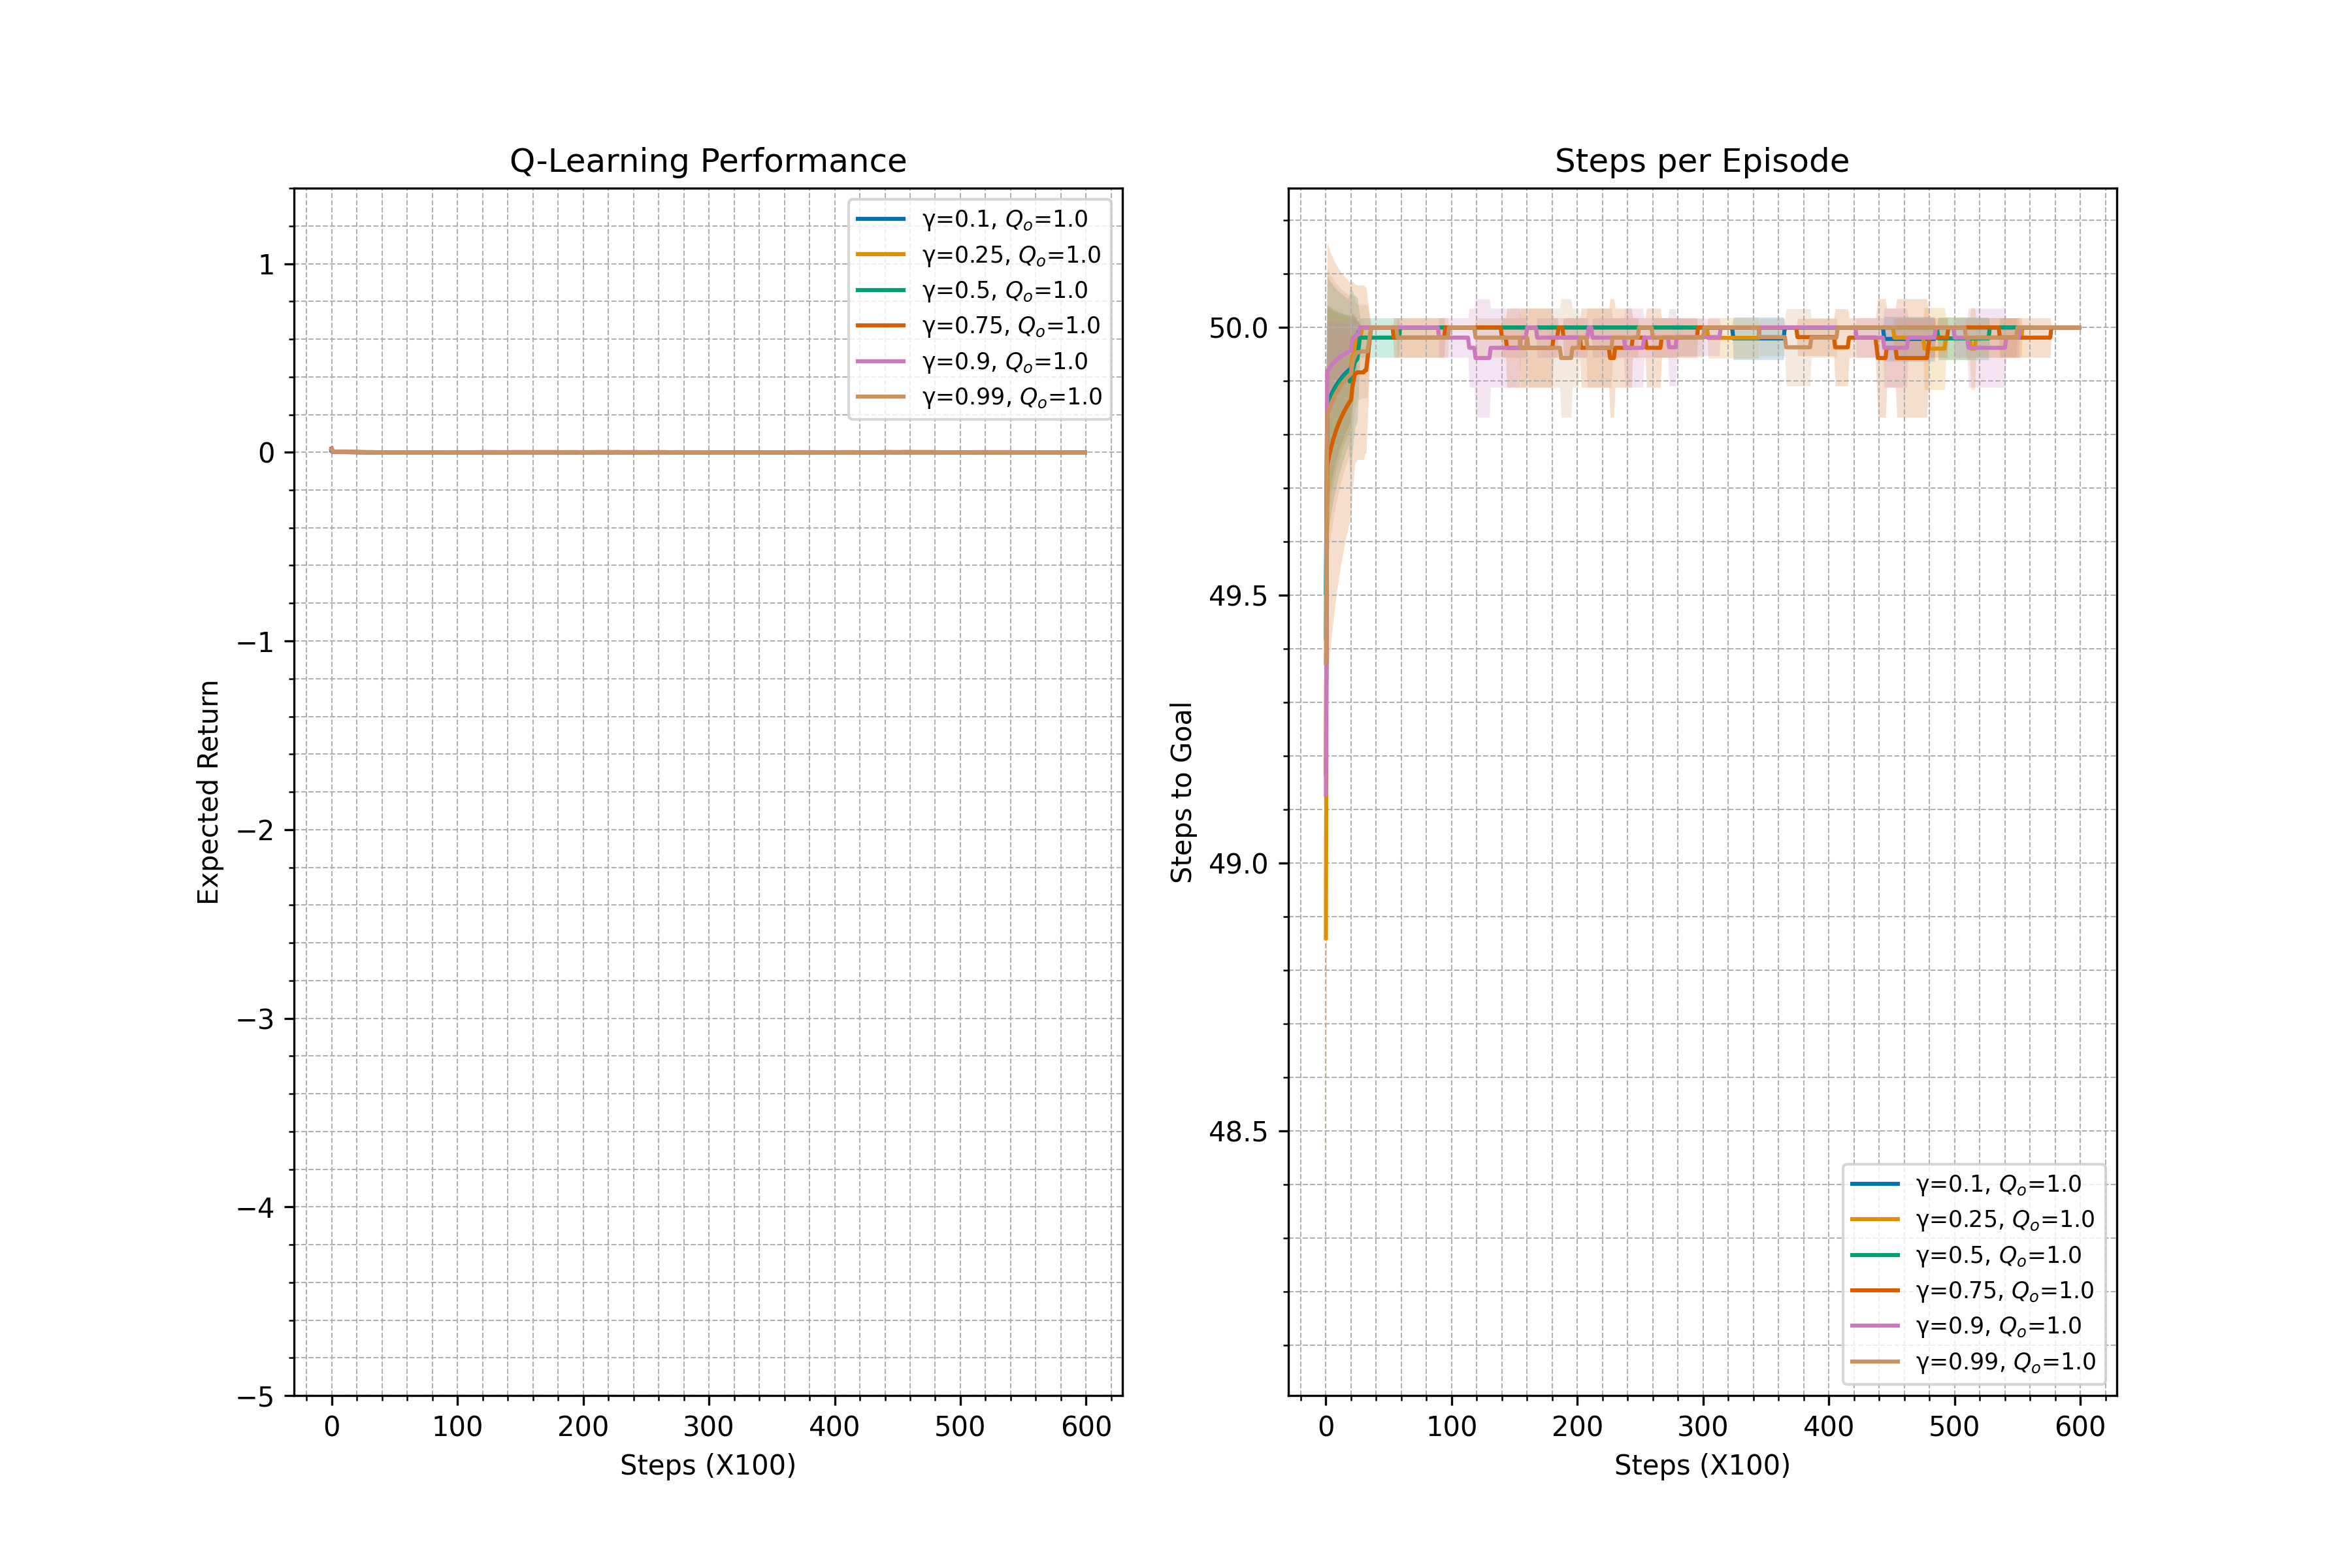 Q-Learning Performance
γ=0.1, Qₒ=1.0
γ=0.25, Qₒ=1.0
γ=0.5, Qₒ=1.0
γ=0.75, Qₒ=1.0
γ=0.9, Qₒ=1.0
γ=0.99, Qₒ=1.0
1
0
−1
−2
−3
−4
−5
Expected Return
0 100 200 300 400 500 600
Steps (X100)
Steps per Episode
50.0
49.5
49.0
48.5
Steps to Goal
γ=0.1, Qₒ=1.0
γ=0.25, Qₒ=1.0
γ=0.5, Qₒ=1.0
γ=0.75, Qₒ=1.0
γ=0.9, Qₒ=1.0
γ=0.99, Qₒ=1.0
0 100 200 300 400 500 600
Steps (X100)